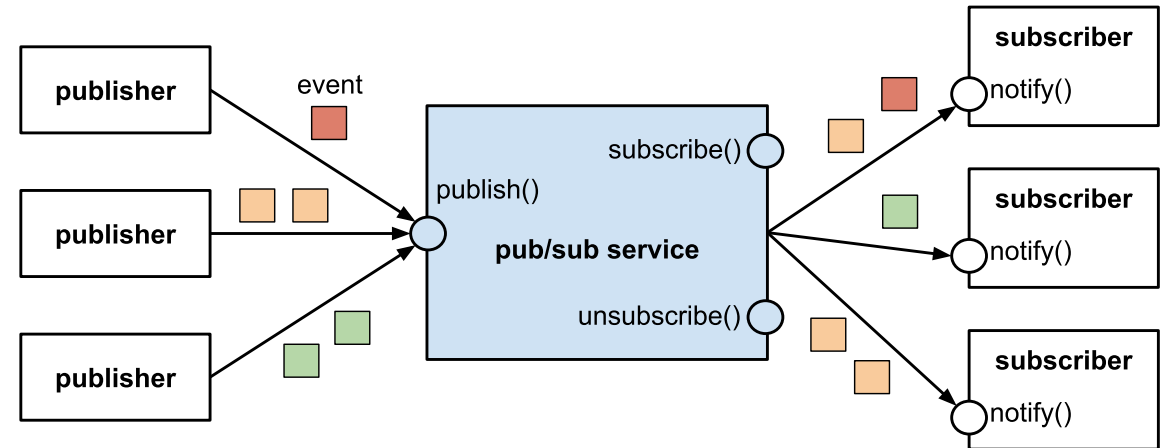 publisher
event
publisher
publisher
publish()
subscribe()
pub/sub service
unsubscribe()
subscriber
notify()
subscriber
notify()
subscriber
notify()